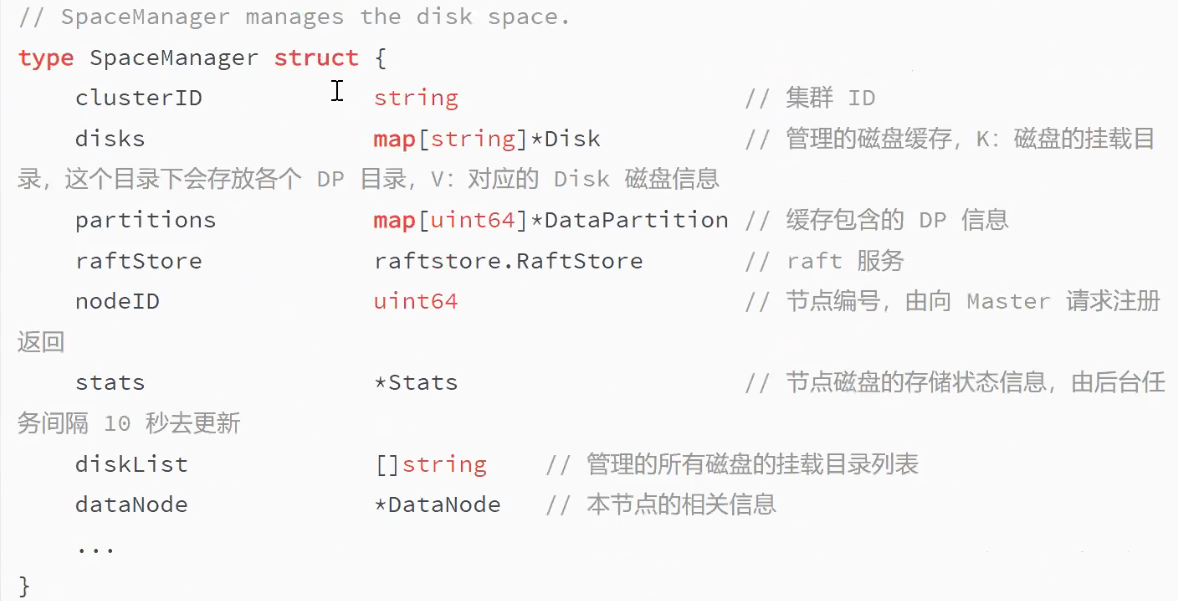 // SpaceManager manages the disk space.
type SpaceManager struct {
    clusterID            string                    // 集群 ID
    disks                map[string]*Disk          // 管理的磁盘缓存，K：磁盘的挂载目
录，这个目录下会存放各个 DP 目录，V：对应的 Disk 磁盘信息
    partitions           map[uint64]*DataPartition // 缓存包含的 DP 信息
    raftStore            raftstore.RaftStore       // raft 服务
    nodeID               uint64                    // 节点编号，由向 Master 请求注册
返回
    stats                *Stats                    // 节点磁盘的存储状态信息，由后台任
务间隔 10 秒去更新
    diskList             []string    // 管理的所有磁盘的挂载目录列表
    dataNode             *DataNode   // 本节点的相关信息
    ...
}